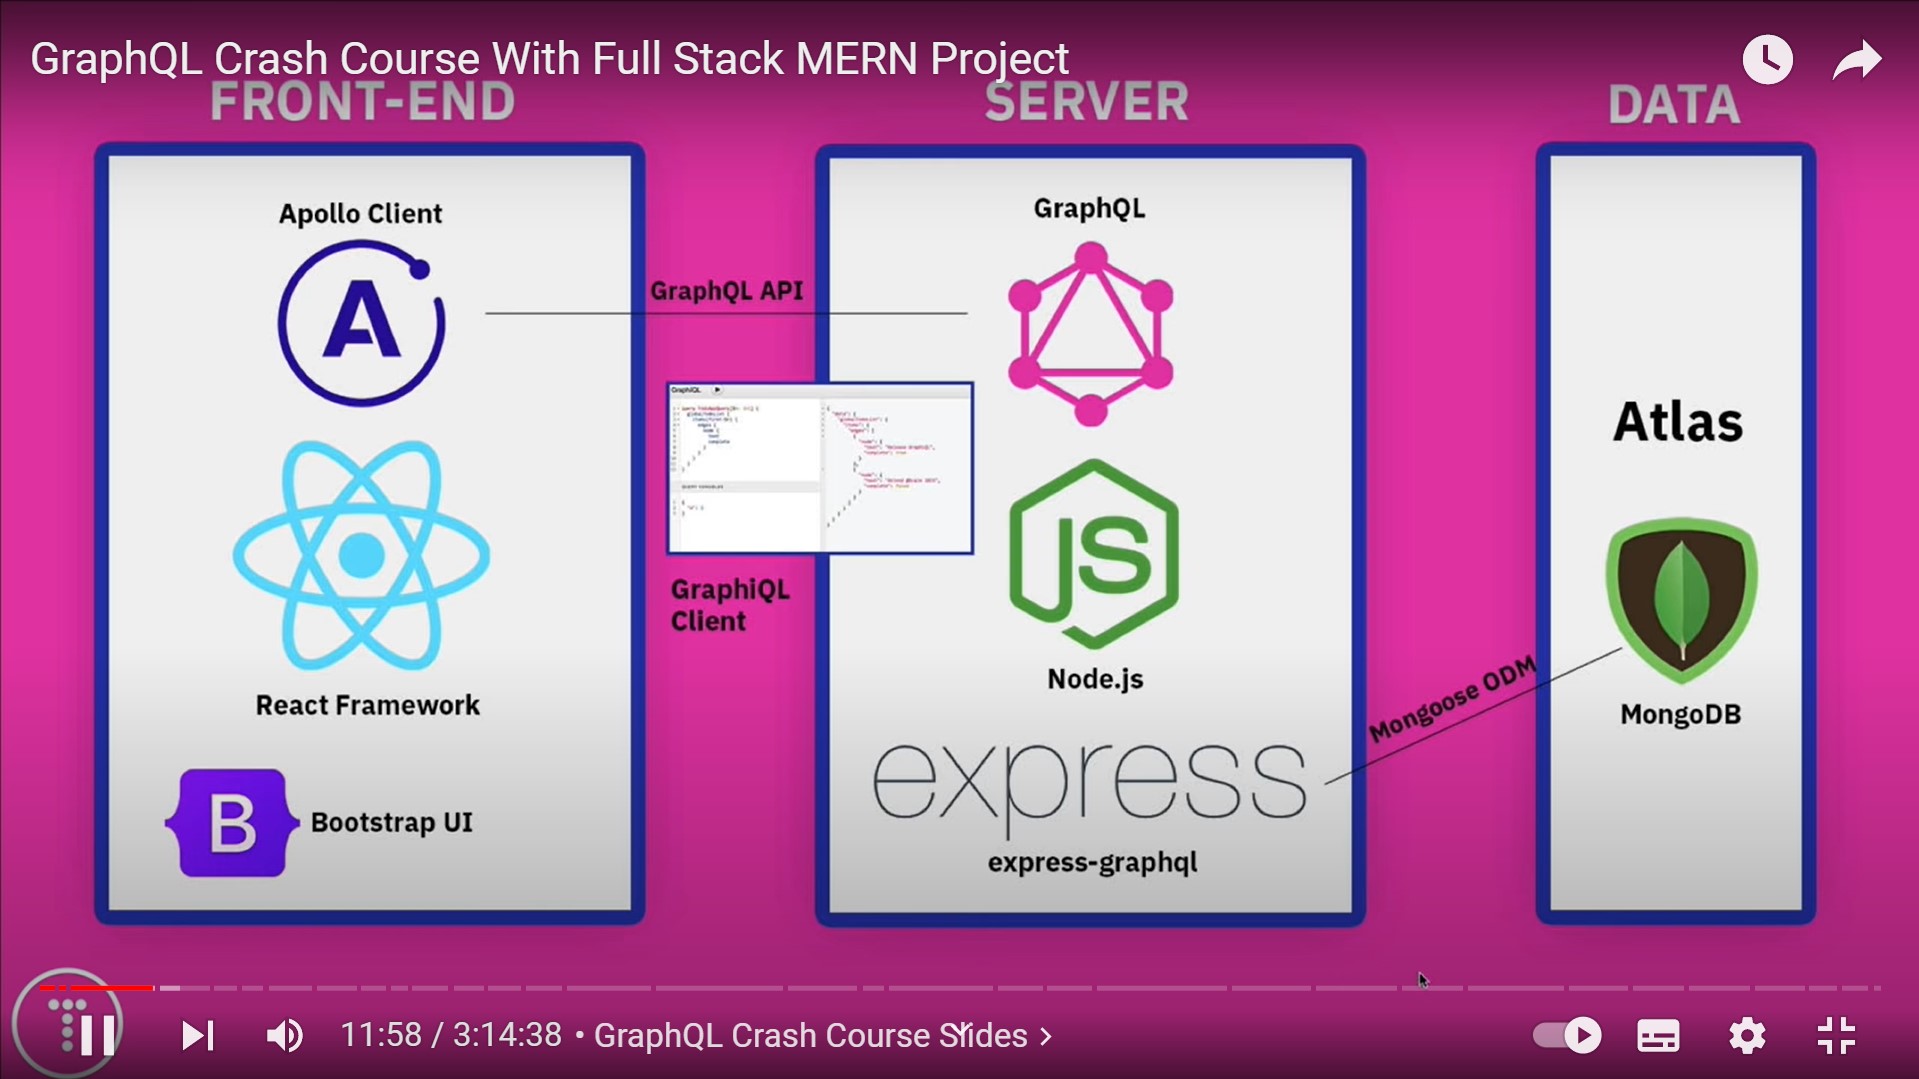 GraphQL Crash Course With Full Stack MERN Project
FRONT-END
SERVER
DATA
Apollo Client
A
React Framework
B
Bootstrap UI
GraphQL API
GraphiQL
GraphiQL
Client
GraphQL
JS
Node.js
express
express-graphql
Mongoose ODM
Atlas
MongoDB
11:58 / 3:14:38 • GraphQL Crash Course Slides >